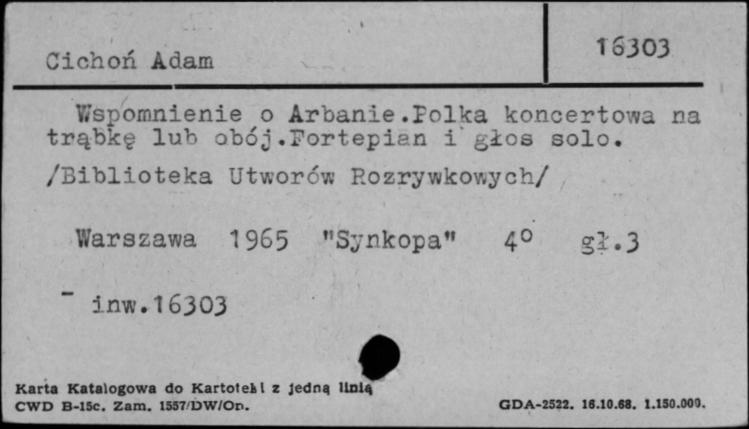 Cichoń Adam
16303
Wspomnienie o Arbanie.Polka koncertowa na
trąbkę lub obój.Fortepian i głos solo.
/Biblioteka Utworów Rozrywkowych/
Warszawa 1965 "Synkopa" 4° gł.3
inw.16303
Karta Katalogowa do Kartoteki z jedną linią
CWD B-15c. Zam. 1557/DW/Op.
GDA-2522. 16.10.68. 1.150.000.